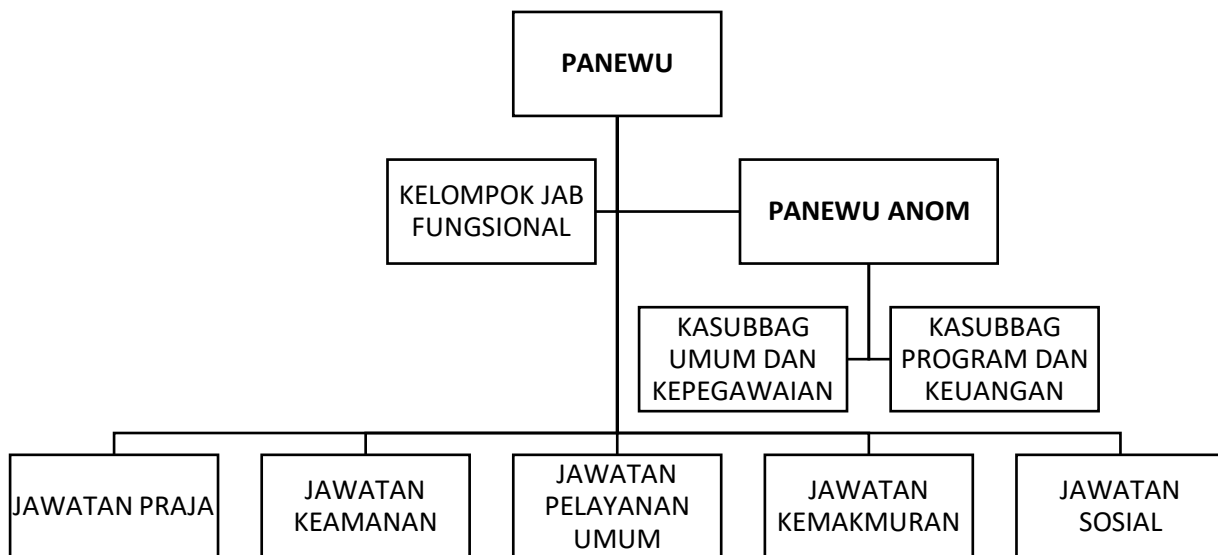 PANEWU
KELOMPOK JAB
FUNGSIONAL
PANEWU ANOM
KASUBBAG
UMUM DAN
KEPEGAWAIAN
KASUBBAG
PROGRAM DAN
KEUANGAN
JAWATAN PRAJA
JAWATAN
KEAMANAN
JAWATAN
PELAYANAN
UMUM
JAWATAN
KEMAKMURAN
JAWATAN
SOSIAL